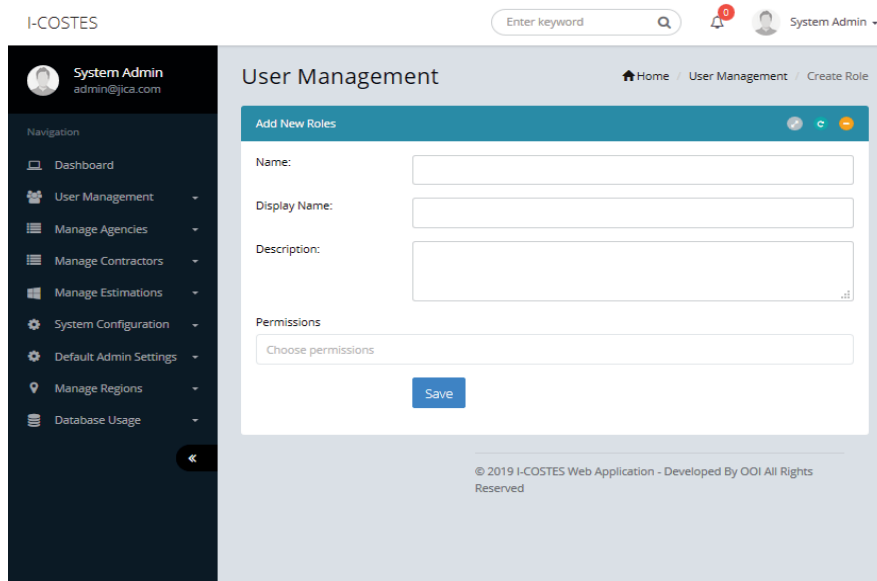 I-COSTES
Enter keyword
0
System Admin
System Admin
admin@jica.com
Navigation
Dashboard
User Management
Manage Agencies
Manage Contractors
Manage Estimations
System Configuration
Default Admin Settings
Manage Regions
Database Usage
User Management
Home / User Management / Create Role
Add New Roles
Name:
Display Name:
Description:
Permissions
Choose permissions
Save
© 2019 I-COSTES Web Application - Developed By OOI All Rights
Reserved